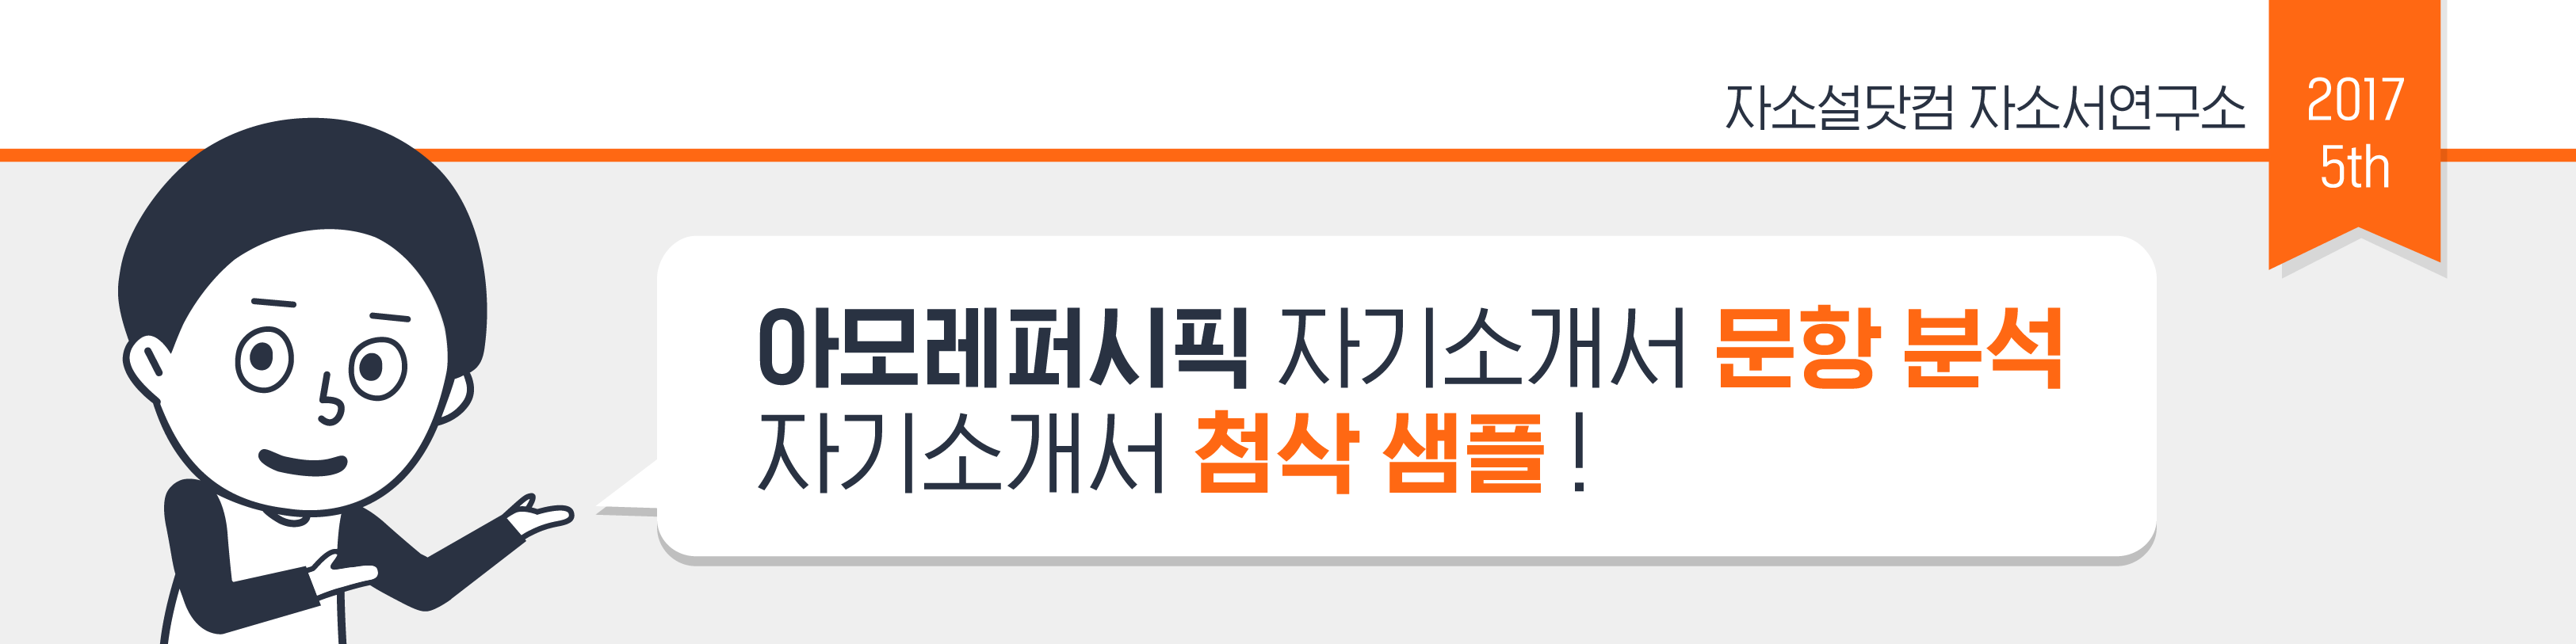 자소설닷컴 자소서연구소
2017
5th
아모레퍼시픽 자기소개서 문항 분석
자기소개서 첨삭 샘플 !